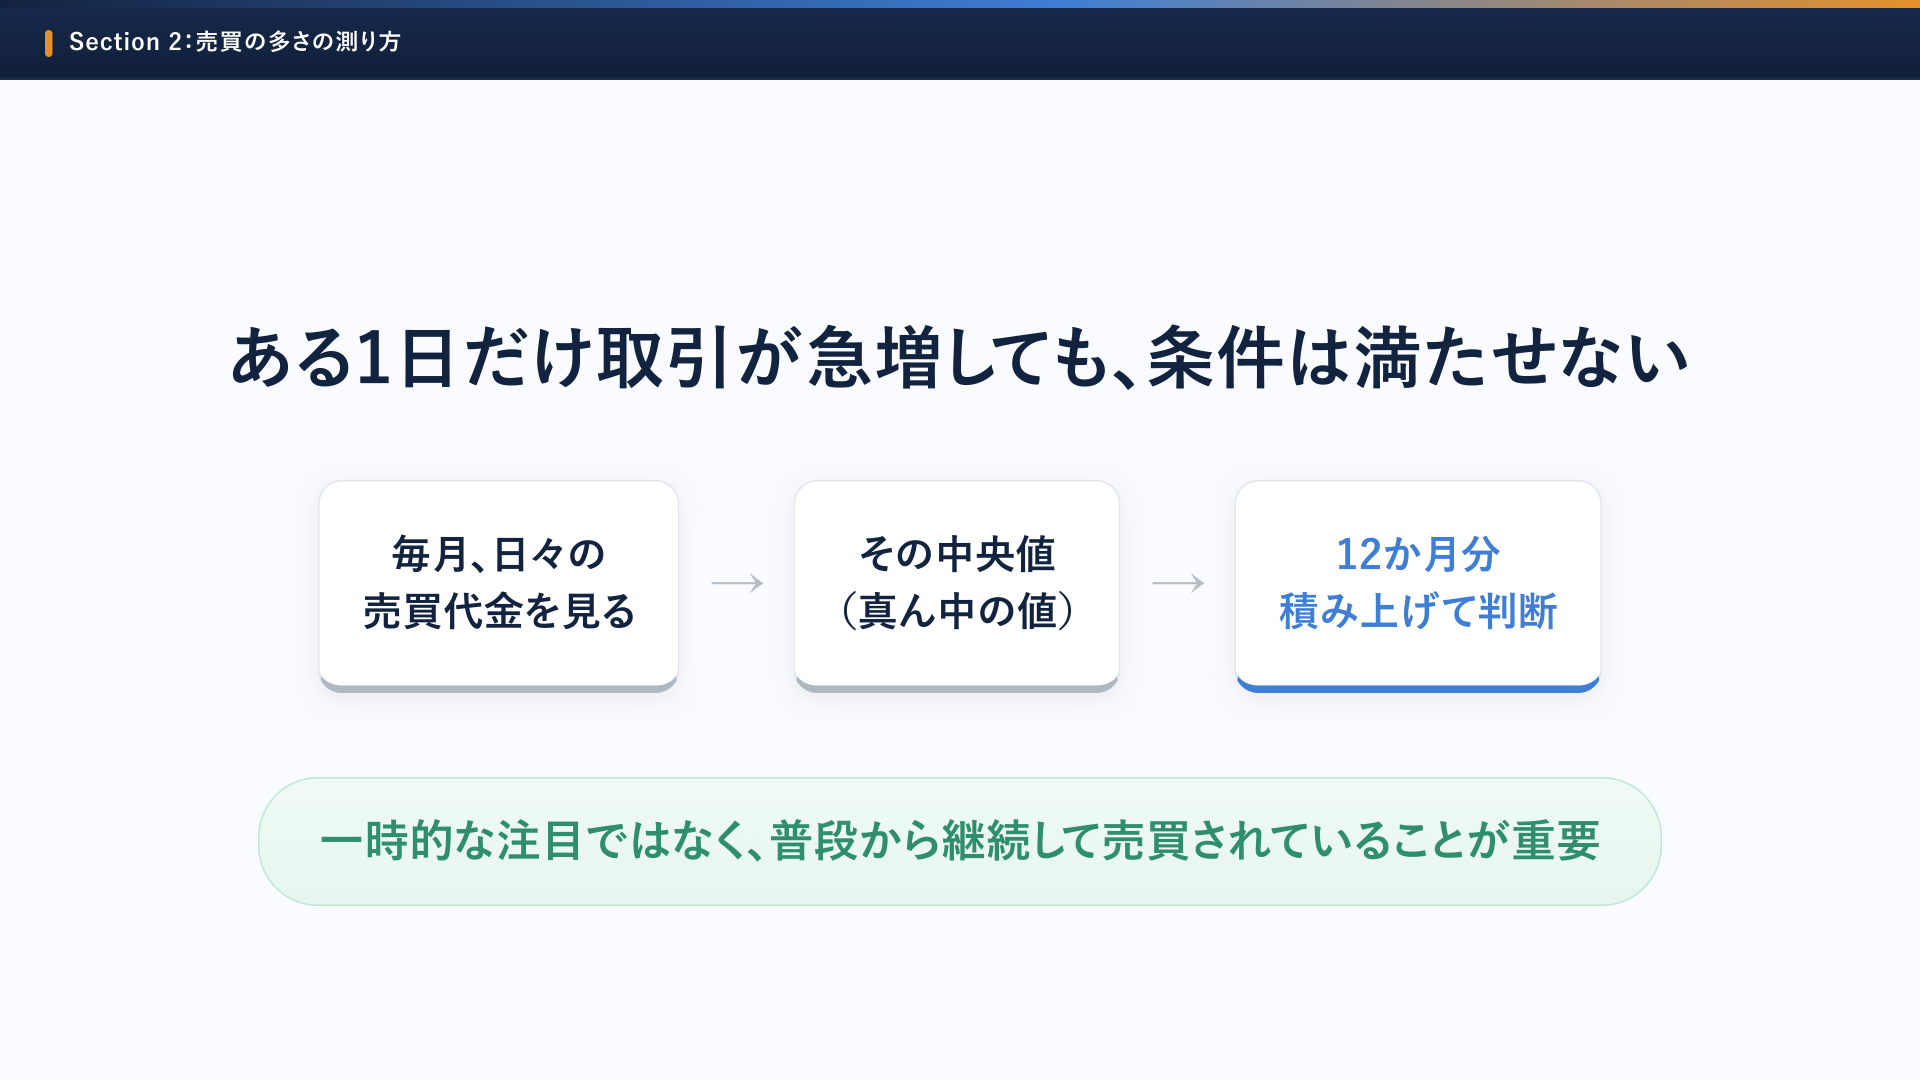 Section 2：売買の多さの測り方
ある1日だけ取引が急増しても、条件は満たせない
毎月、日々の
売買代金を見る
その中央値
（真ん中の値）
12か月分
積み上げて判断
一時的な注目ではなく、普段から継続して売買されていることが重要